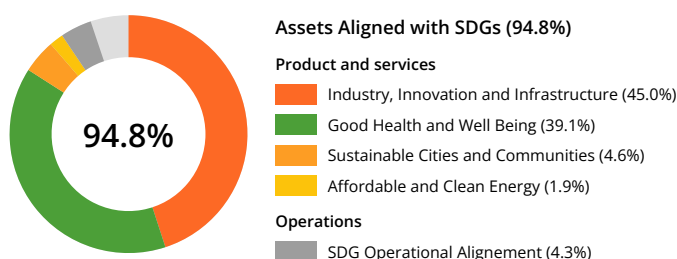 94.8%
Assets Aligned with SDGs (94.8%)
Product and services
Industry, Innovation and Infrastructure (45.0%)
Good Health and Well Being (39.1%)
Sustainable Cities and Communities (4.6%)
Affordable and Clean Energy (1.9%)
Operations
SDG Operational Alignement (4.3%)